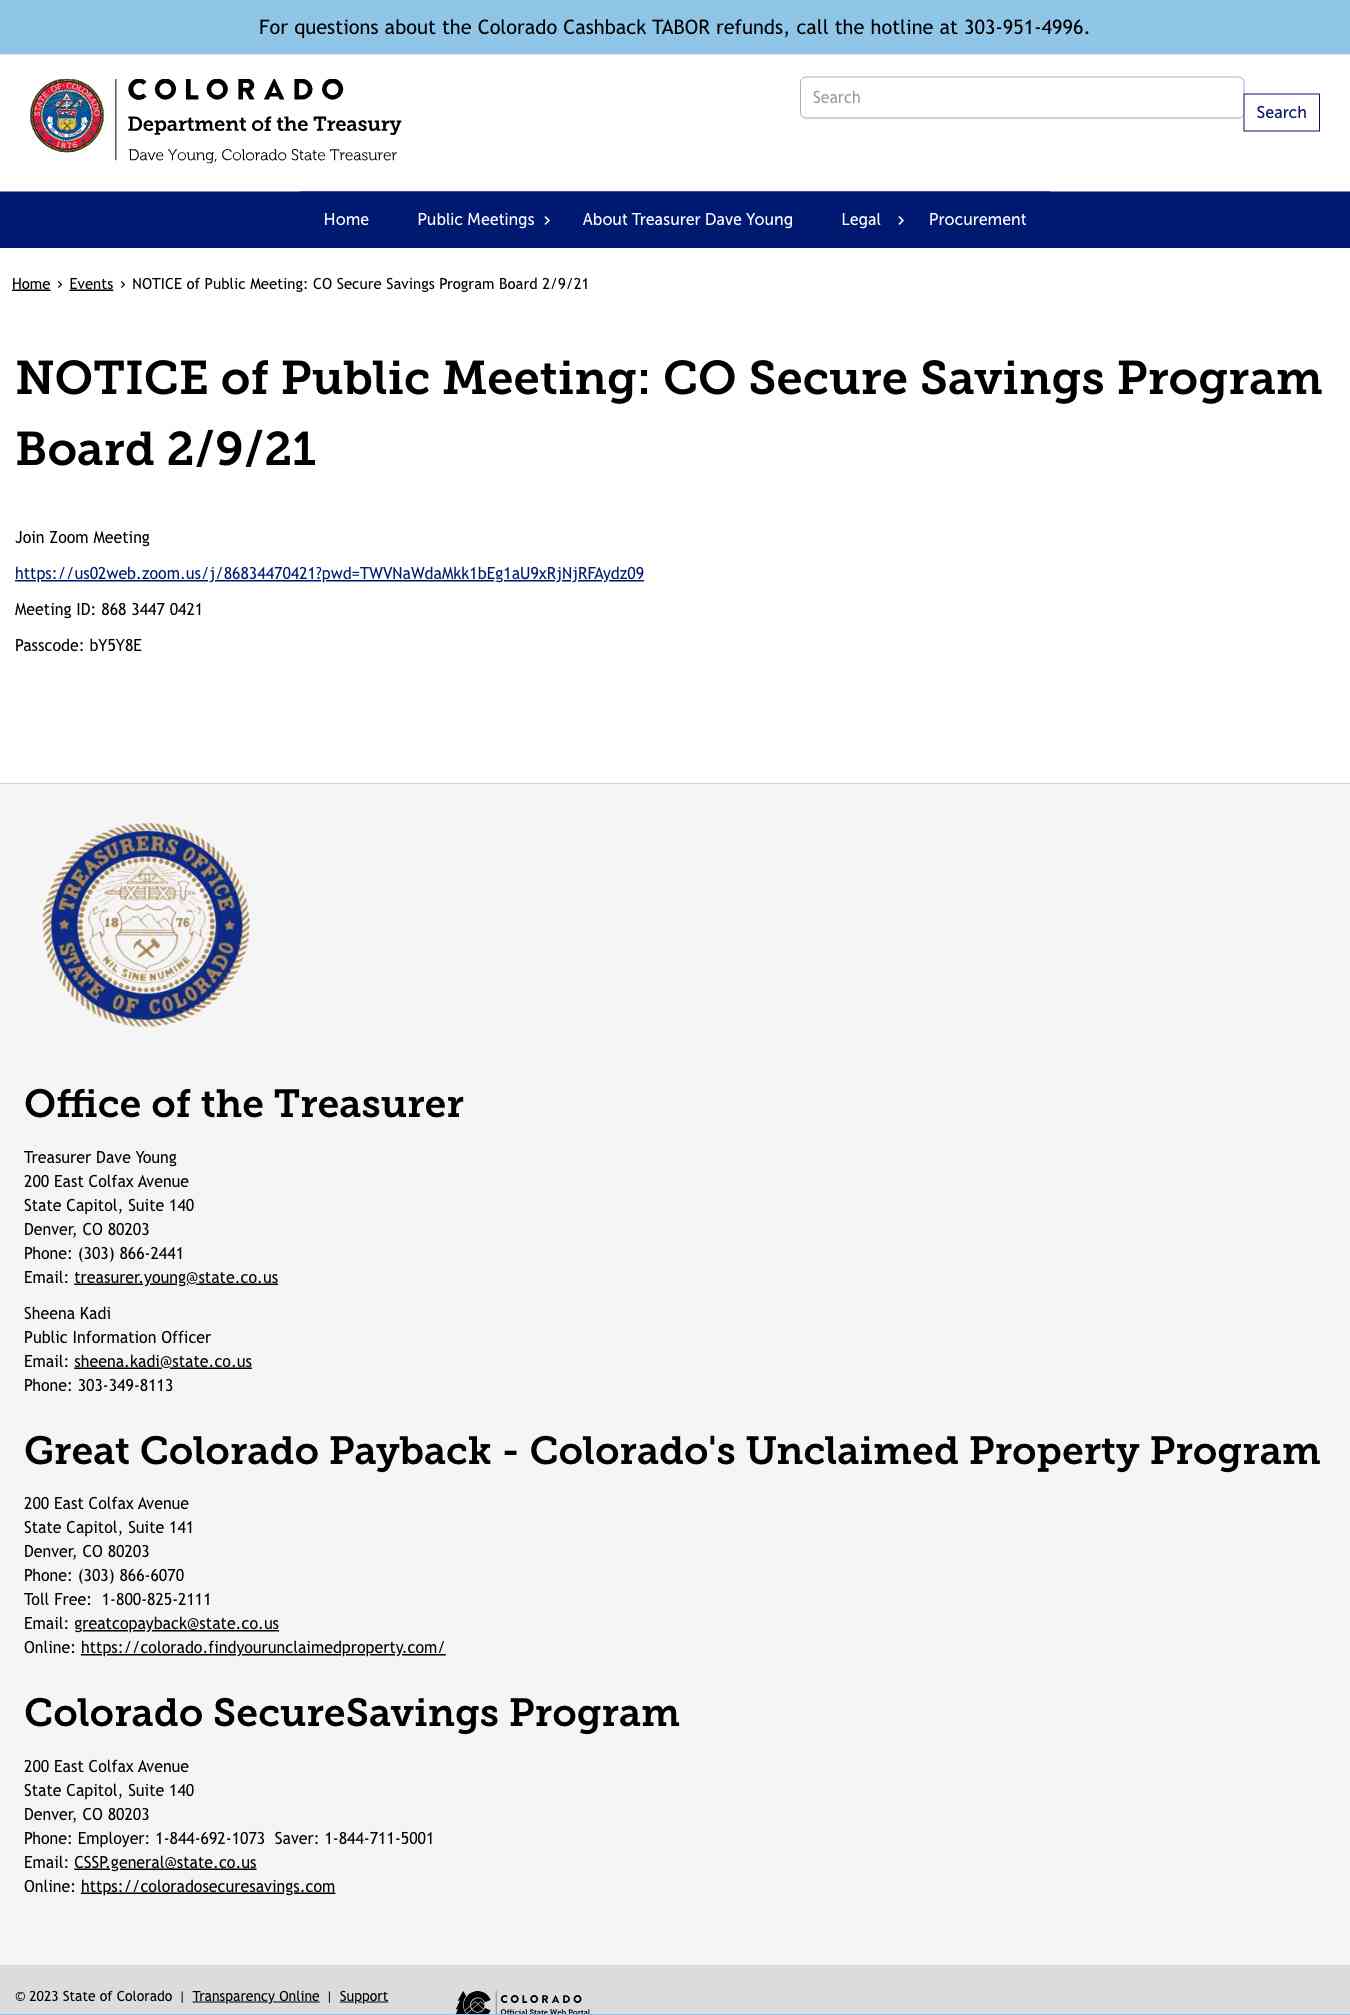 For questions about the Colorado Cashback TABOR refunds, call the hotline at 303-951-4996.
STATE OF COLORADO
1876
COLORADO
Department of the Treasury
Dave Young, Colorado State Treasurer
Search
Search
Home Public Meetings › About Treasurer Dave Young Legal › Procurement
Home › Events › NOTICE of Public Meeting: CO Secure Savings Program Board 2/9/21
NOTICE of Public Meeting: CO Secure Savings Program
Board 2/9/21
Join Zoom Meeting
https://us02web.zoom.us/j/86834470421?pwd=TWVNaWdaMkk1bEg1aU9xRjNjRFAydz09
Meeting ID: 868 3447 0421
Passcode: bY5Y8E
TREASURERS OFFICE
18 76
NIL SINE NUMINE
STATE OF COLORADO
Office of the Treasurer
Treasurer Dave Young
200 East Colfax Avenue
State Capitol, Suite 140
Denver, CO 80203
Phone: (303) 866-2441
Email: treasurer.young@state.co.us
Sheena Kadi
Public Information Officer
Email: sheena.kadi@state.co.us
Phone: 303-349-8113
Great Colorado Payback - Colorado's Unclaimed Property Program
200 East Colfax Avenue
State Capitol, Suite 141
Denver, CO 80203
Phone: (303) 866-6070
Toll Free:  1-800-825-2111
Email: greatcopayback@state.co.us
Online: https://colorado.findyourunclaimedproperty.com/
Colorado SecureSavings Program
200 East Colfax Avenue
State Capitol, Suite 140
Denver, CO 80203
Phone: Employer: 1-844-692-1073  Saver: 1-844-711-5001
Email: CSSP.general@state.co.us
Online: https://coloradosecuresavings.com
© 2023 State of Colorado | Transparency Online | Support
COLORADO
Official State Web Portal